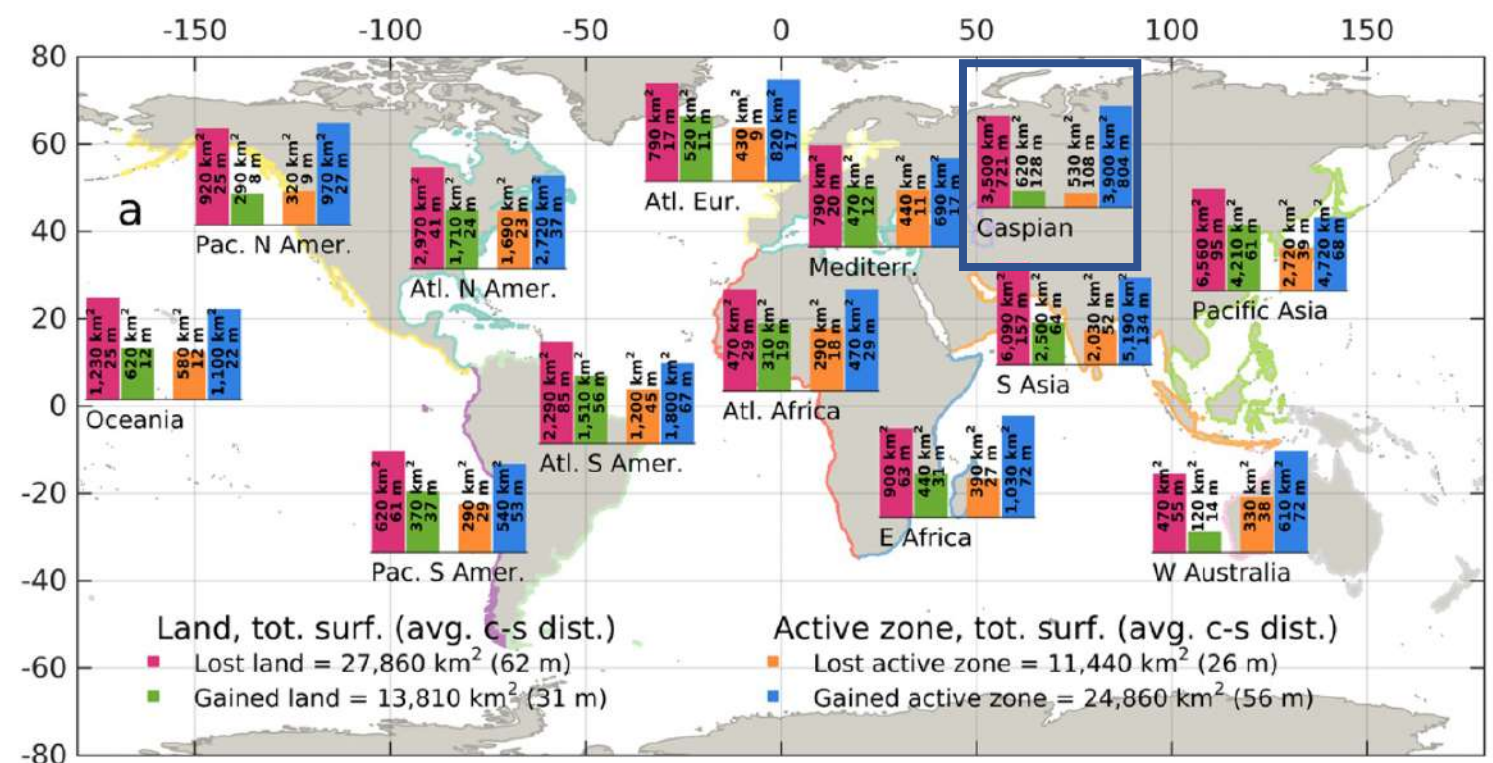 -150 -100 -50 0 50 100 150
80
60
40
20
0
-20
-40
-60
-80
a
920 km²
25 m
290 km²
8 m
320 km²
9 m
970 km²
27 m
Pac. N Amer.
2,970 km²
41 m
1,710 km²
24 m
1,690 km²
23 m
2,720 km²
37 m
Atl. N Amer.
790 km²
17 m
520 km²
11 m
430 km²
9 m
820 km²
17 m
Atl. Eur.
790 km²
20 m
470 km²
12 m
440 km²
11 m
690 km²
17 m
Mediterr.
3,500 km²
721 m
620 km²
128 m
530 km²
108 m
3,900 km²
804 m
Caspian
6,560 km²
95 m
4,210 km²
61 m
2,720 km²
39 m
4,720 km²
68 m
Pacific Asia
1,230 km²
25 m
620 km²
12 m
580 km²
12 m
1,100 km²
22 m
Oceania
2,290 km²
85 m
1,510 km²
56 m
1,200 km²
45 m
1,800 km²
67 m
Atl. S Amer.
470 km²
29 m
310 km²
19 m
290 km²
18 m
470 km²
29 m
Atl. Africa
6,090 km²
157 m
2,500 km²
64 m
2,030 km²
52 m
5,190 km²
134 m
S Asia
620 km²
61 m
370 km²
37 m
290 km²
29 m
540 km²
53 m
Pac. S Amer.
900 km²
63 m
440 km²
31 m
390 km²
27 m
1,030 km²
72 m
E Africa
470 km²
55 m
120 km²
14 m
330 km²
38 m
610 km²
72 m
W Australia
Land, tot. surf. (avg. c-s dist.)
Lost land = 27,860 km² (62 m)
Gained land = 13,810 km² (31 m)
Active zone, tot. surf. (avg. c-s dist.)
Lost active zone = 11,440 km² (26 m)
Gained active zone = 24,860 km² (56 m)